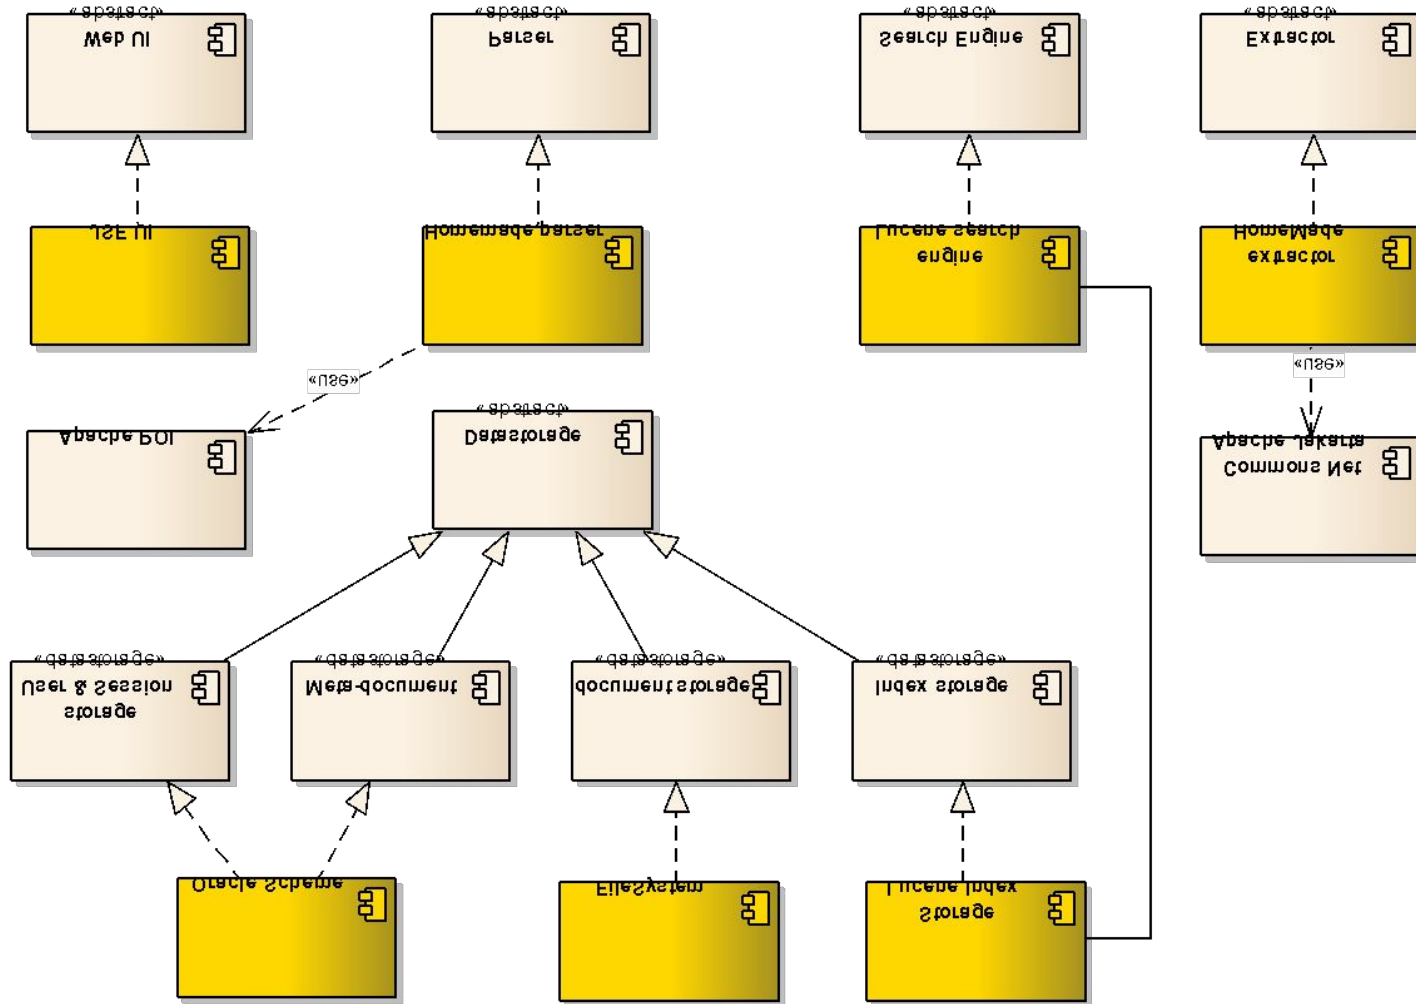 «abstract»
Web UI
«abstract»
Parser
«abstract»
Search Engine
«abstract»
Extractor
JSF UI
Homemade parser
Lucene search
engine
HomeMade
extractor
«use»
«use»
Apache POI
«abstract»
Datastorage
Apache Jakarta
Commons Net
«datastorage»
User & Session
storage
«datastorage»
Meta-document
«datastorage»
document storage
«datastorage»
Index storage
Oracle Scheme
FileSystem
Lucene Index
Storage